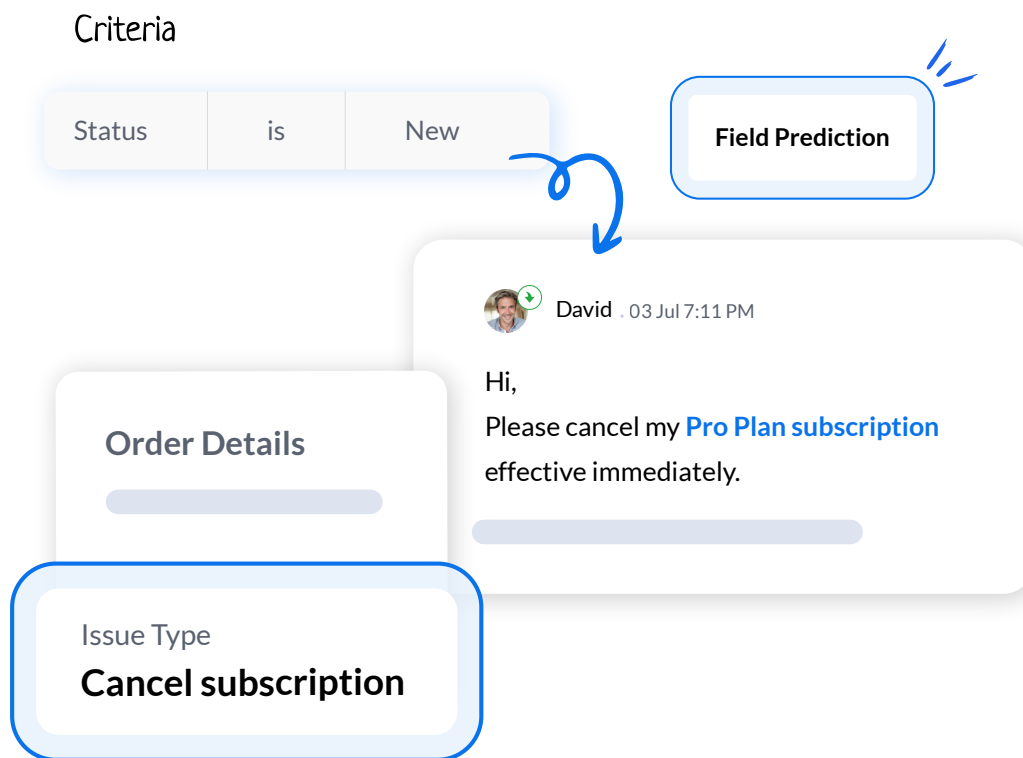 Criteria
Status is New
Field Prediction
David . 03 Jul 7:11 PM
Hi,
Please cancel my Pro Plan subscription
effective immediately.
Order Details
Issue Type
Cancel subscription